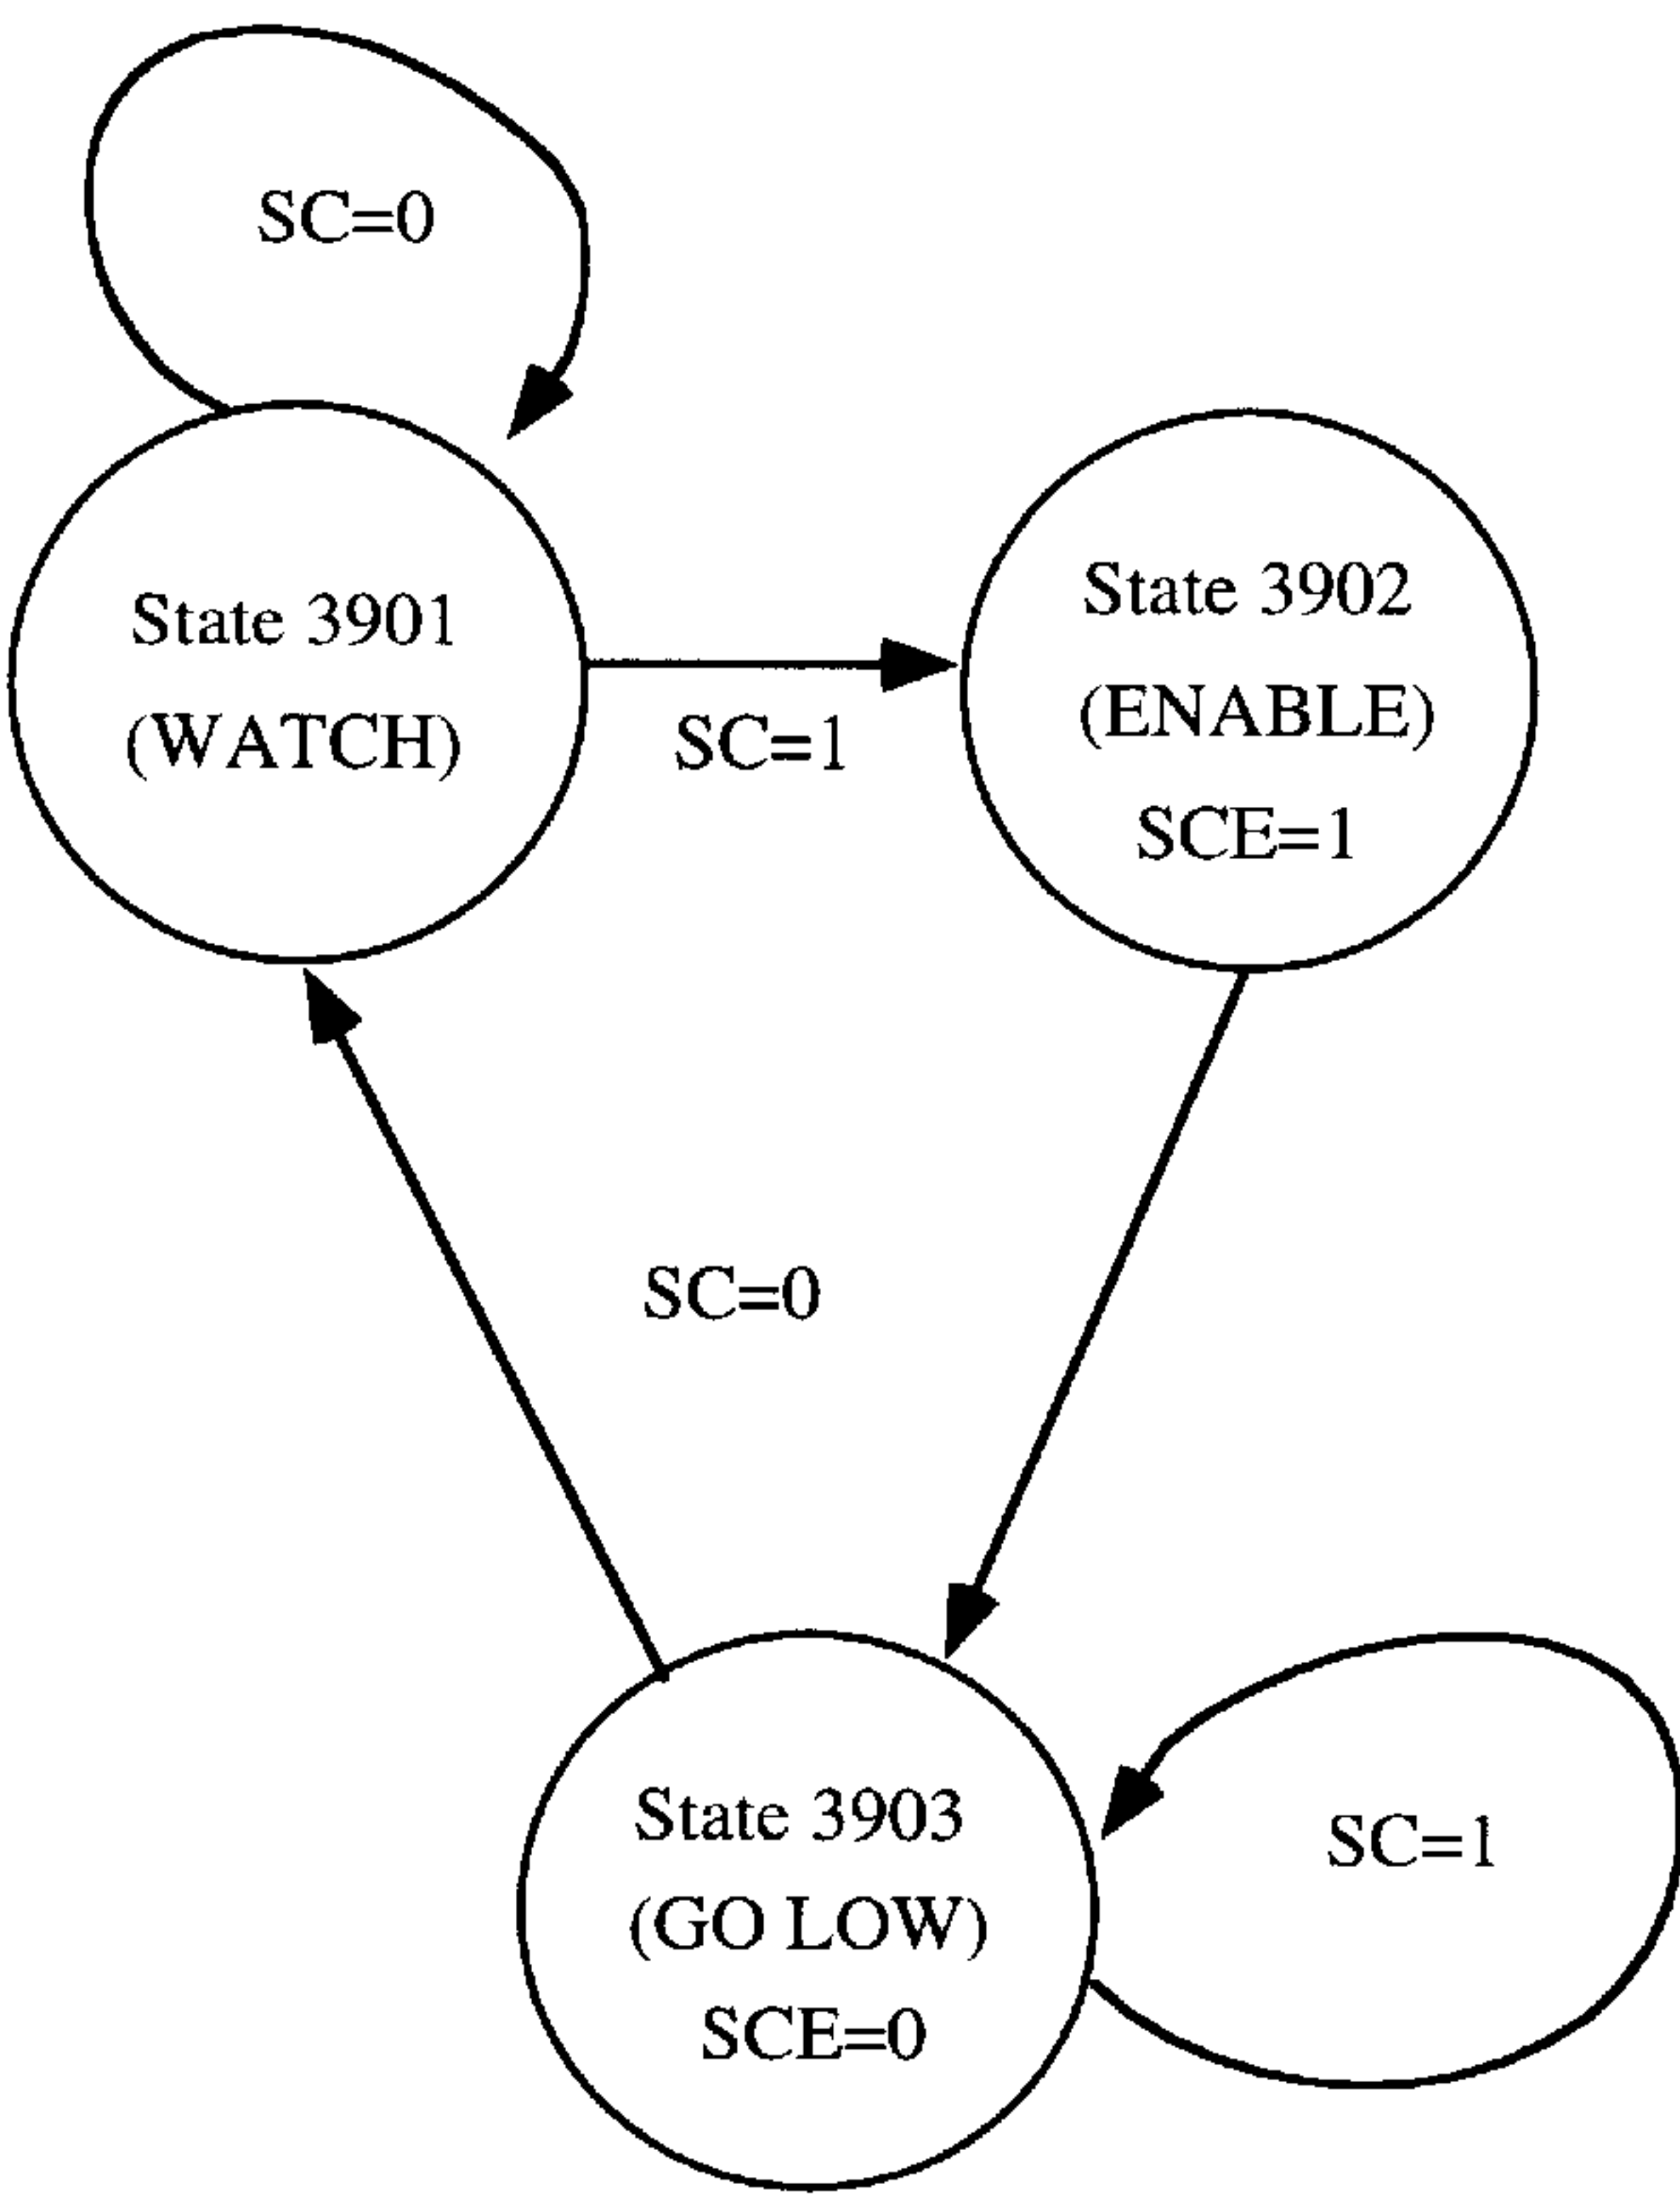 SC=0
State 3901
(WATCH)
SC=1
State 3902
(ENABLE)
SCE=1
SC=0
State 3903
(GO LOW)
SCE=0
SC=1